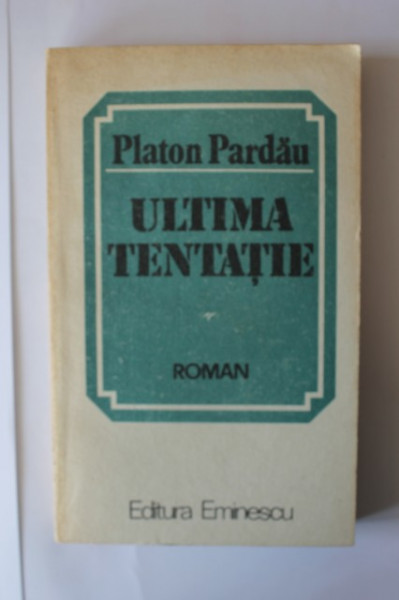 Platon Pardău
ULTIMA
TENTAȚIE
ROMAN
Editura Eminescu